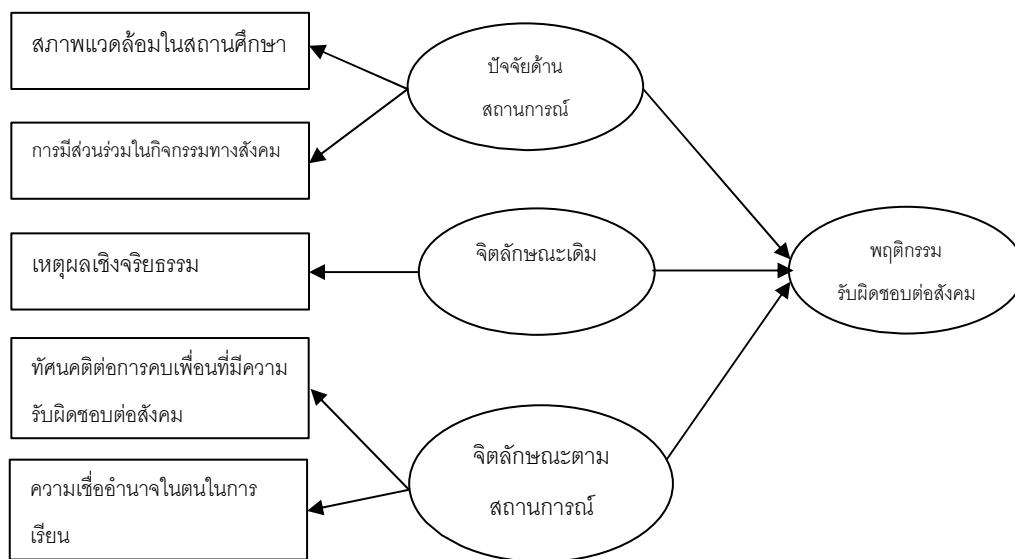 สภาพแวดล้อมในสถานศึกษา
การมีส่วนร่วมในกิจกรรมทางสังคม
เหตุผลเชิงจริยธรรม
ทัศนคติต่อการคบเพื่อนที่มีความ
รับผิดชอบต่อสังคม
ความเชื่ออำนาจในตนในการ
เรียน
ปัจจัยด้าน
สถานการณ์
จิตลักษณะเดิม
จิตลักษณะตาม
สถานการณ์
พฤติกรรม
รับผิดชอบต่อสังคม